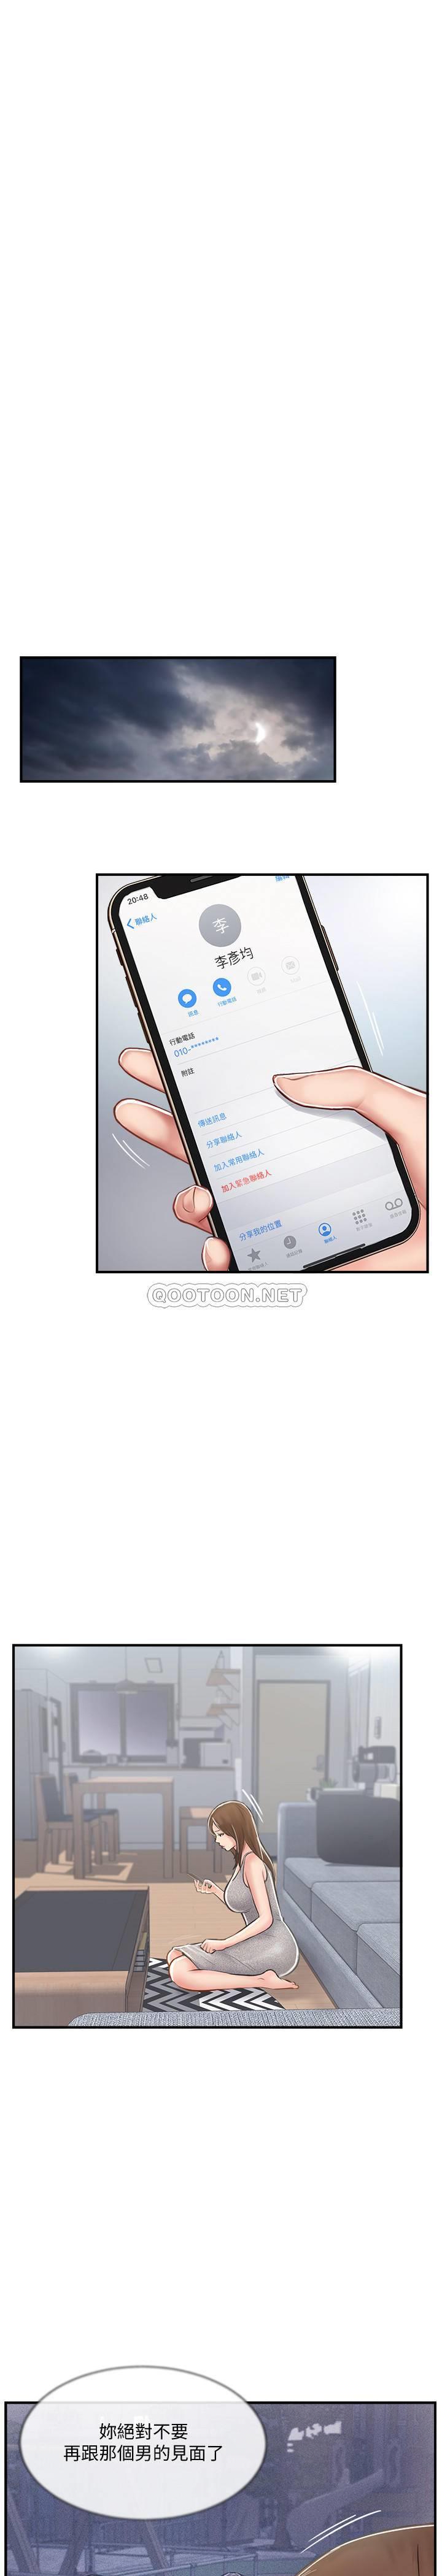 20:48
聯絡人
編輯
李
李彥均
訊息
行動電話
行動電話
010-********
附註
傳送訊息
分享聯絡人
加入常用聯絡人
加入緊急聯絡人
分享我的位置
聯絡人
QOOTOON.NET
妳絕對不要
再跟那個男的見面了